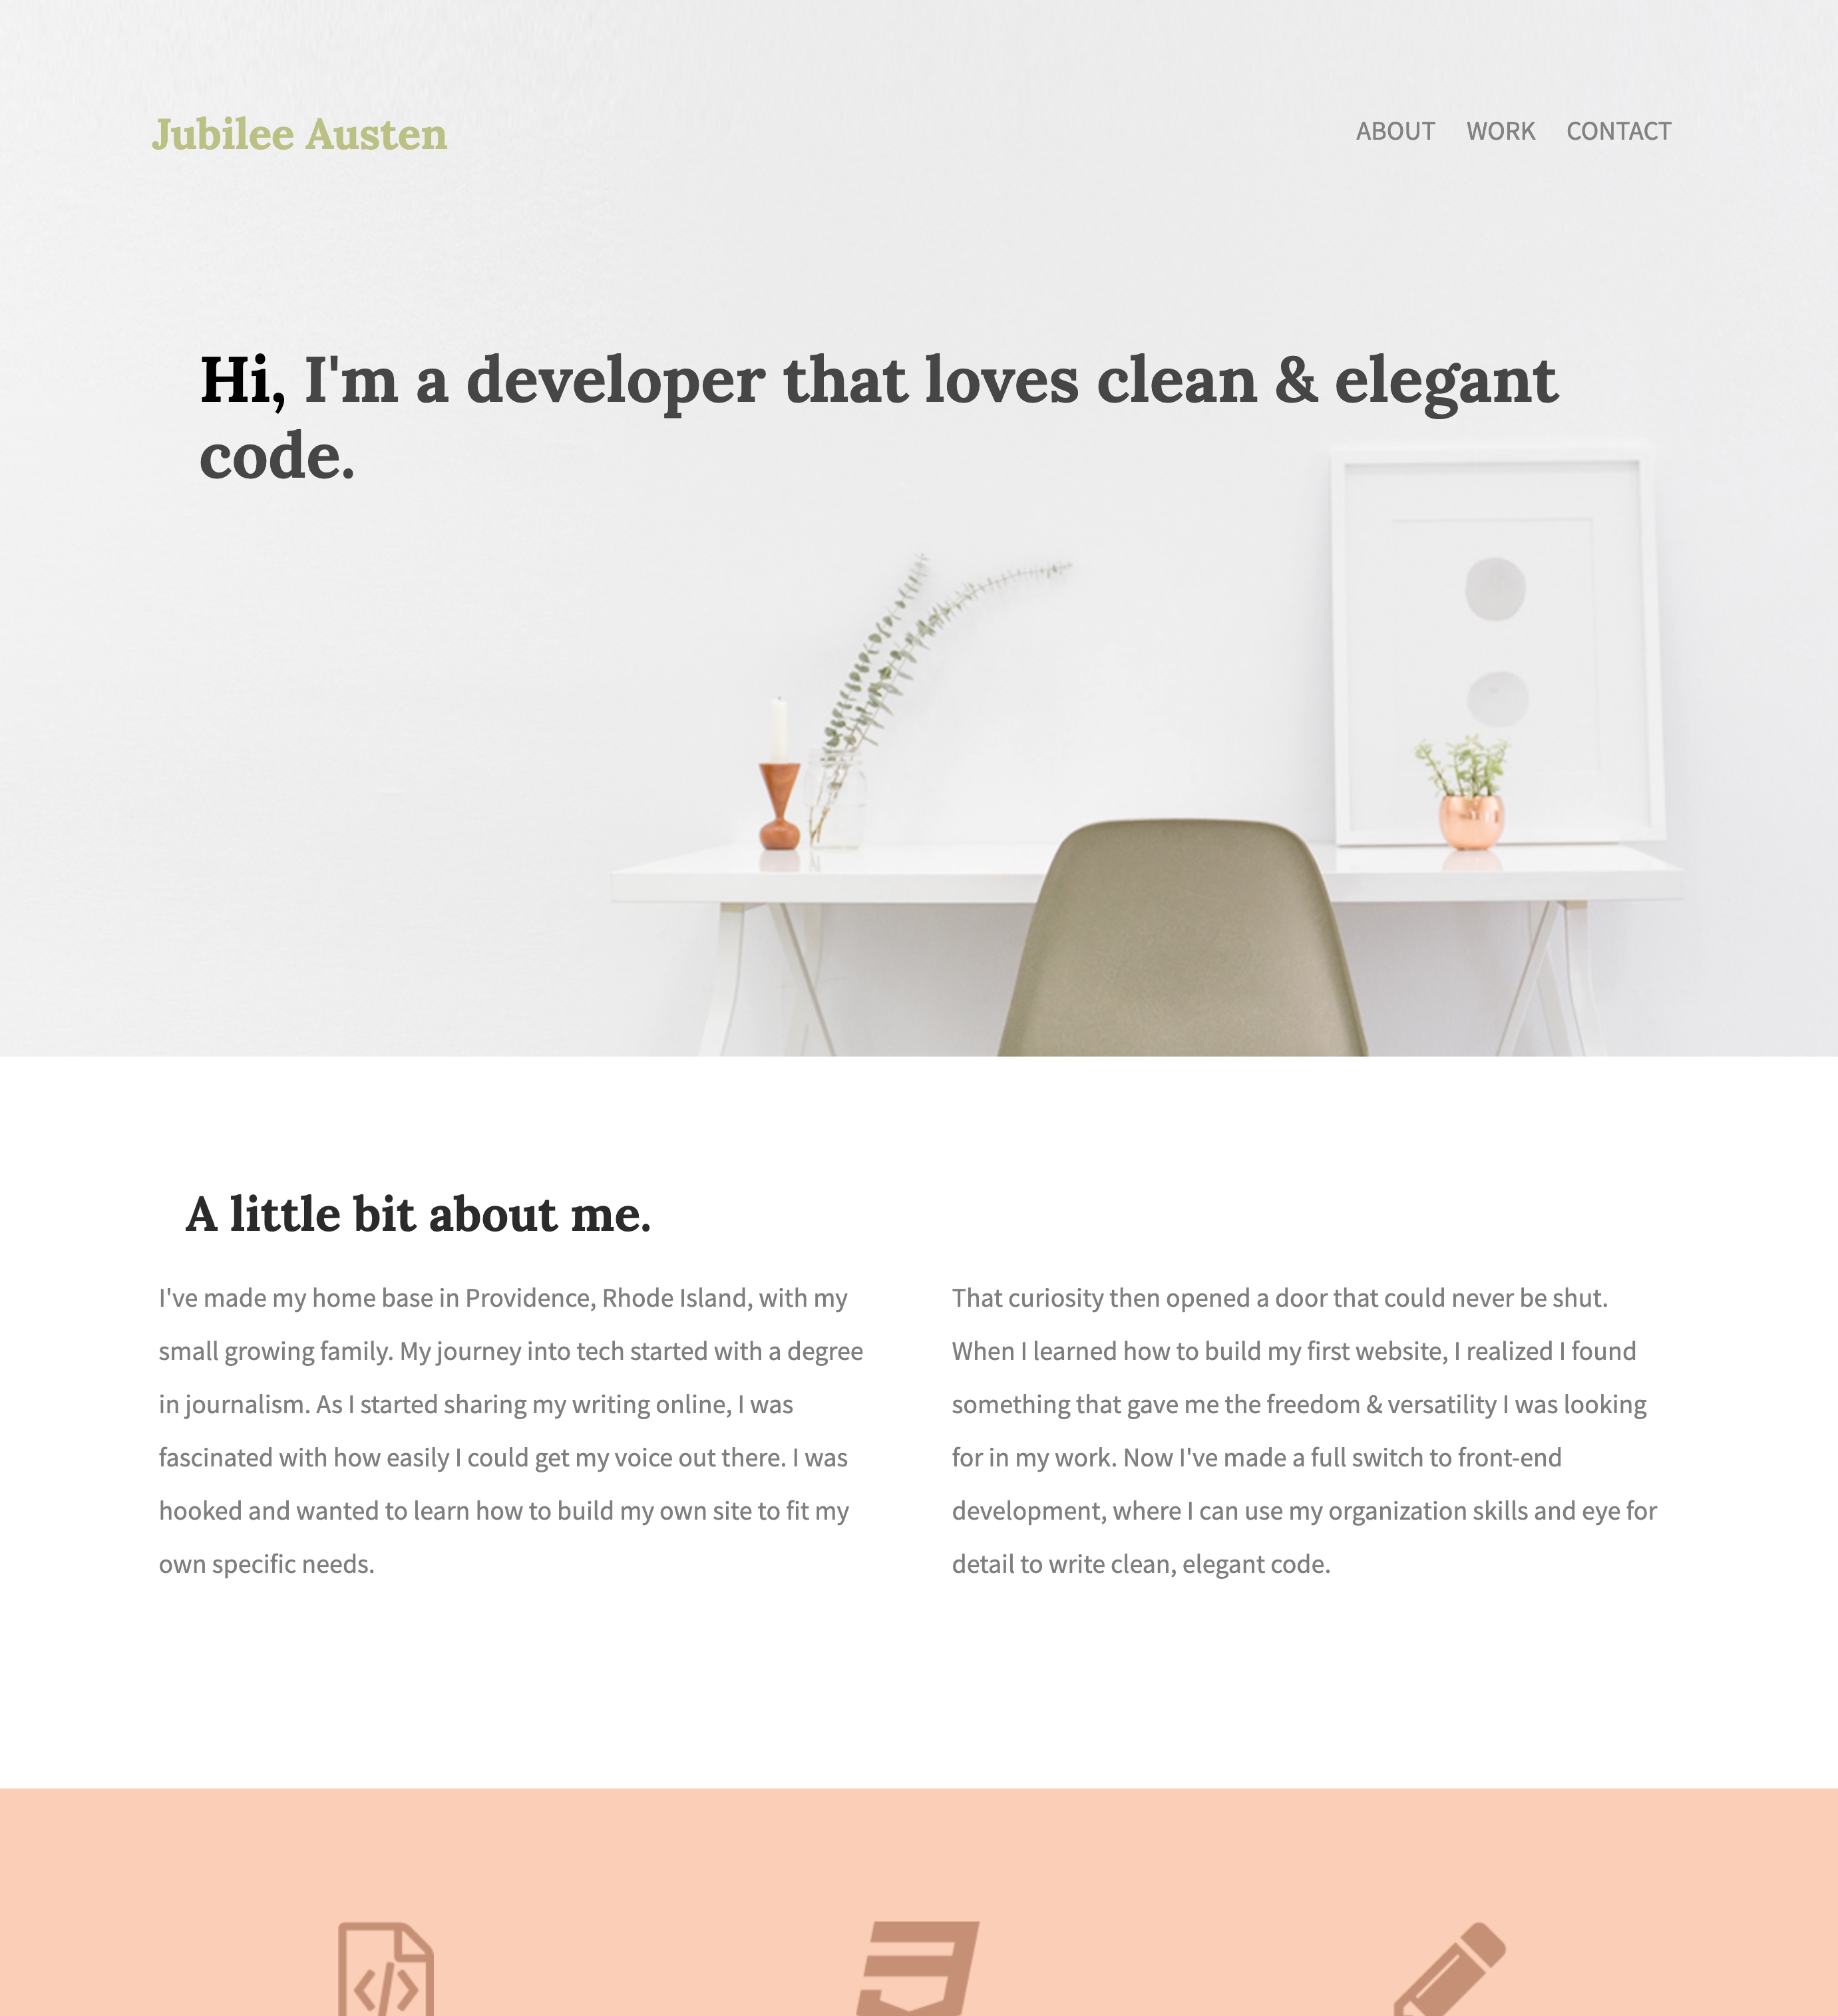 Jubilee Austen
ABOUT WORK CONTACT
Hi, I'm a developer that loves clean & elegant
code.
A little bit about me.
I've made my home base in Providence, Rhode Island, with my
small growing family. My journey into tech started with a degree
in journalism. As I started sharing my writing online, I was
fascinated with how easily I could get my voice out there. I was
hooked and wanted to learn how to build my own site to fit my
own specific needs.
That curiosity then opened a door that could never be shut.
When I learned how to build my first website, I realized I found
something that gave me the freedom & versatility I was looking
for in my work. Now I've made a full switch to front-end
development, where I can use my organization skills and eye for
detail to write clean, elegant code.